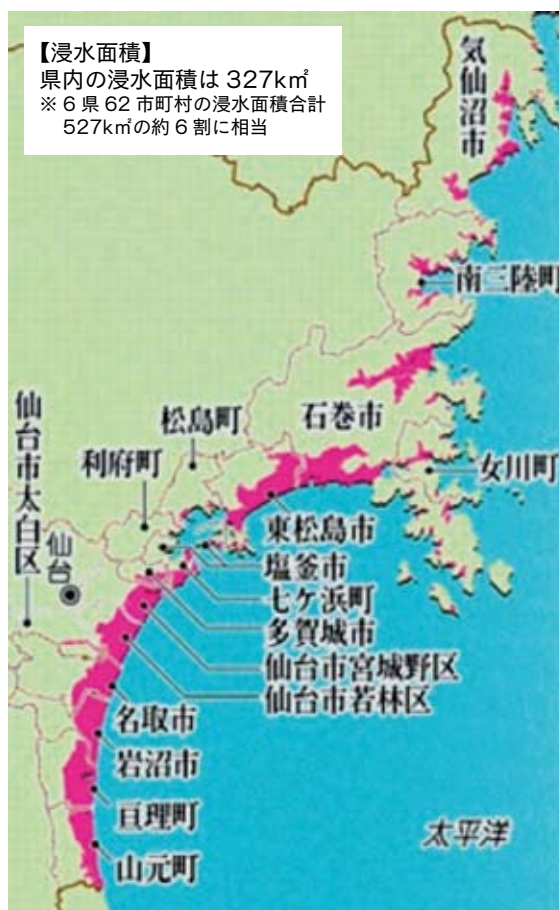 【浸水面積】
県内の浸水面積は 327k㎡
※ 6 県 62 市町村の浸水面積合計
527k㎡の約 6 割に相当
気仙沼市
南三陸町
石巻市
女川町
松島町
利府町
仙台市太白区
仙台
東松島市
塩釜市
七ケ浜町
多賀城市
仙台市宮城野区
仙台市若林区
名取市
岩沼市
亘理町
山元町
太平洋